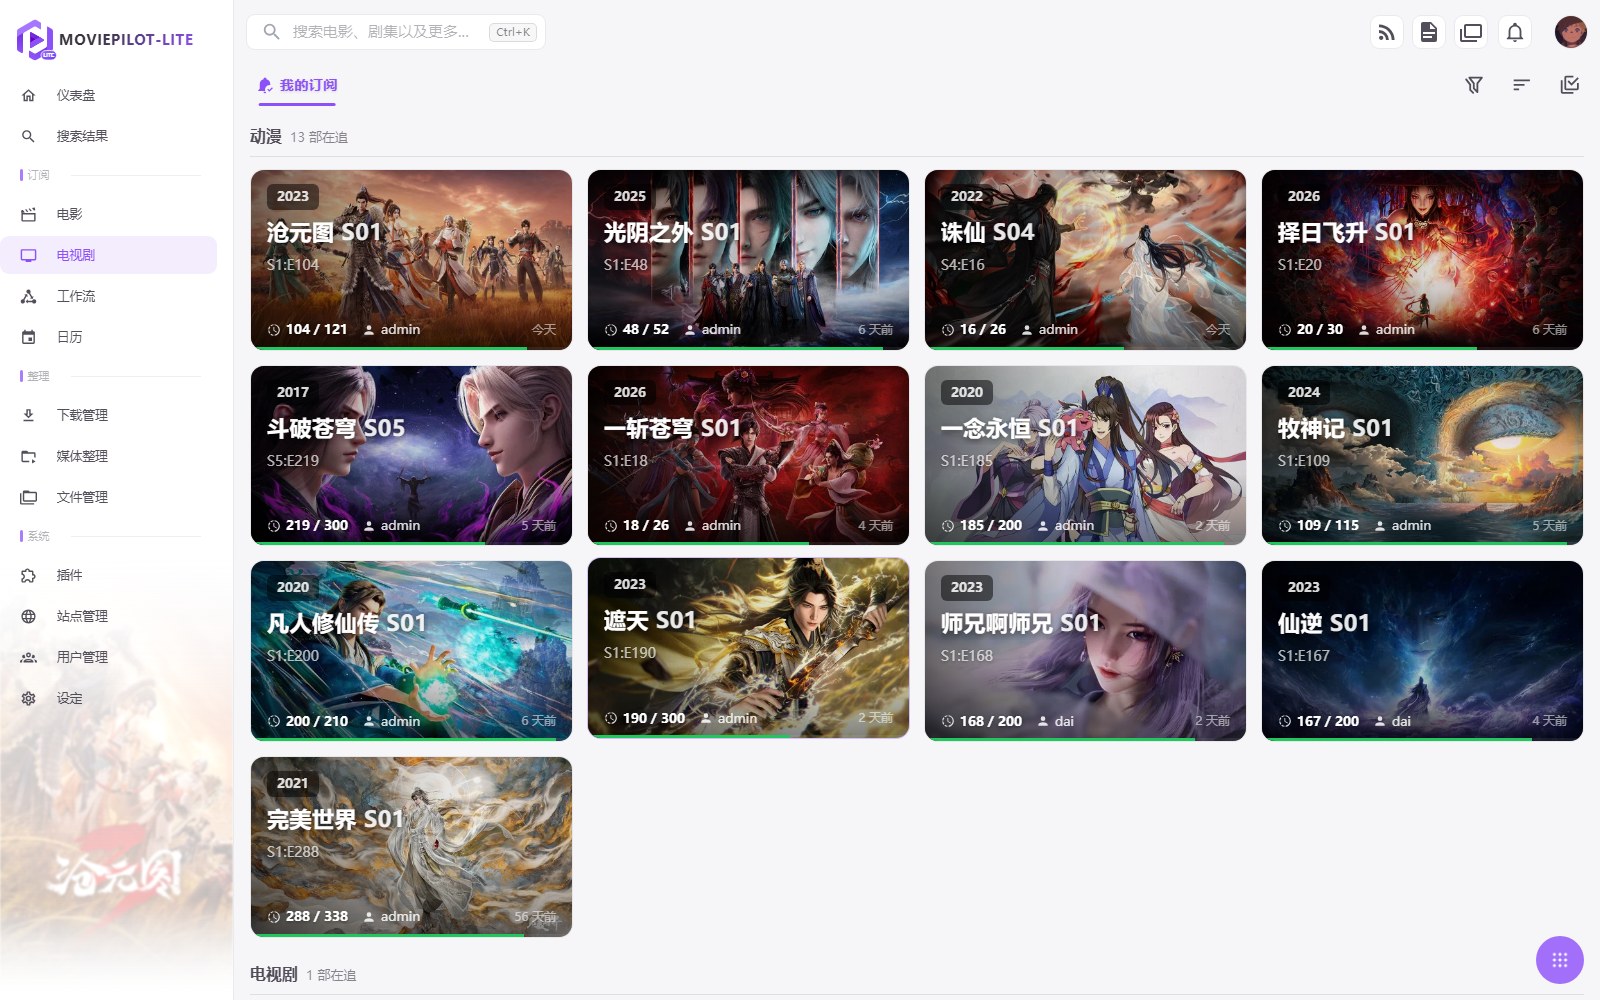 MOVIEPILOT-LITE
LITE
搜索电影、剧集以及更多... Ctrl+K
仪表盘
搜索结果
订阅
电影
电视剧
工作流
日历
整理
下载管理
媒体整理
文件管理
系统
插件
站点管理
用户管理
设定
沧元图
我的订阅
动漫 13 部在追
2023
沧元图 S01
S1:E104
104 / 121 admin 今天
2025
光阴之外 S01
S1:E48
48 / 52 admin 6 天前
2022
诛仙 S04
S4:E16
16 / 26 admin 今天
2026
择日飞升 S01
S1:E20
20 / 30 admin 6 天前
2017
斗破苍穹 S05
S5:E219
219 / 300 admin 5 天前
2026
一斩苍穹 S01
S1:E18
18 / 26 admin 4 天前
2020
一念永恒 S01
S1:E185
185 / 200 admin 2 天前
2024
牧神记 S01
S1:E109
109 / 115 admin 5 天前
2020
凡人修仙传 S01
S1:E200
200 / 210 admin 6 天前
2023
遮天 S01
S1:E190
190 / 300 admin 2 天前
2023
师兄啊师兄 S01
S1:E168
168 / 200 dai 2 天前
2023
仙逆 S01
S1:E167
167 / 200 dai 4 天前
2021
完美世界 S01
S1:E288
288 / 338 admin 56 天前
电视剧 1 部在追